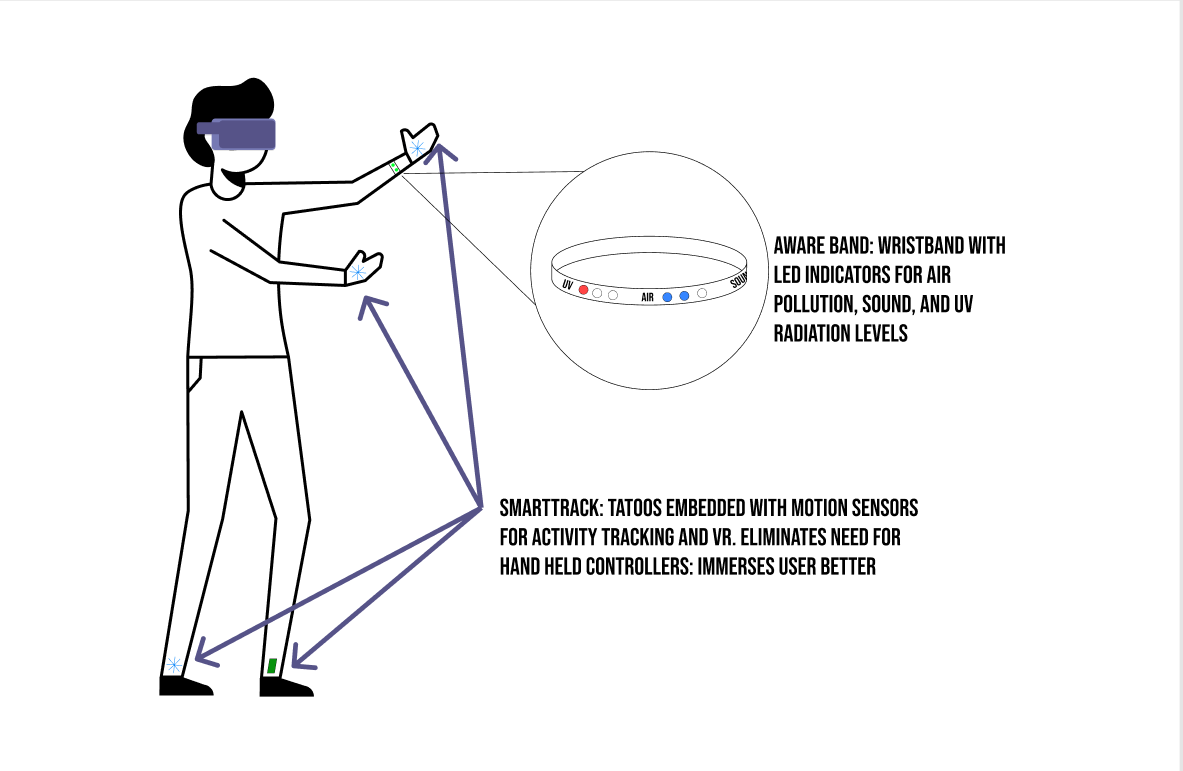 AWARE BAND: WRISTBAND WITH
LED INDICATORS FOR AIR
POLLUTION, SOUND, AND UV
RADIATION LEVELS
UV
AIR
SMARTTRACK: TATOOS EMBEDDED WITH MOTION SENSORS
FOR ACTIVITY TRACKING AND VR. ELIMINATES NEED FOR
HAND HELD CONTROLLERS: IMMERSES USER BETTER